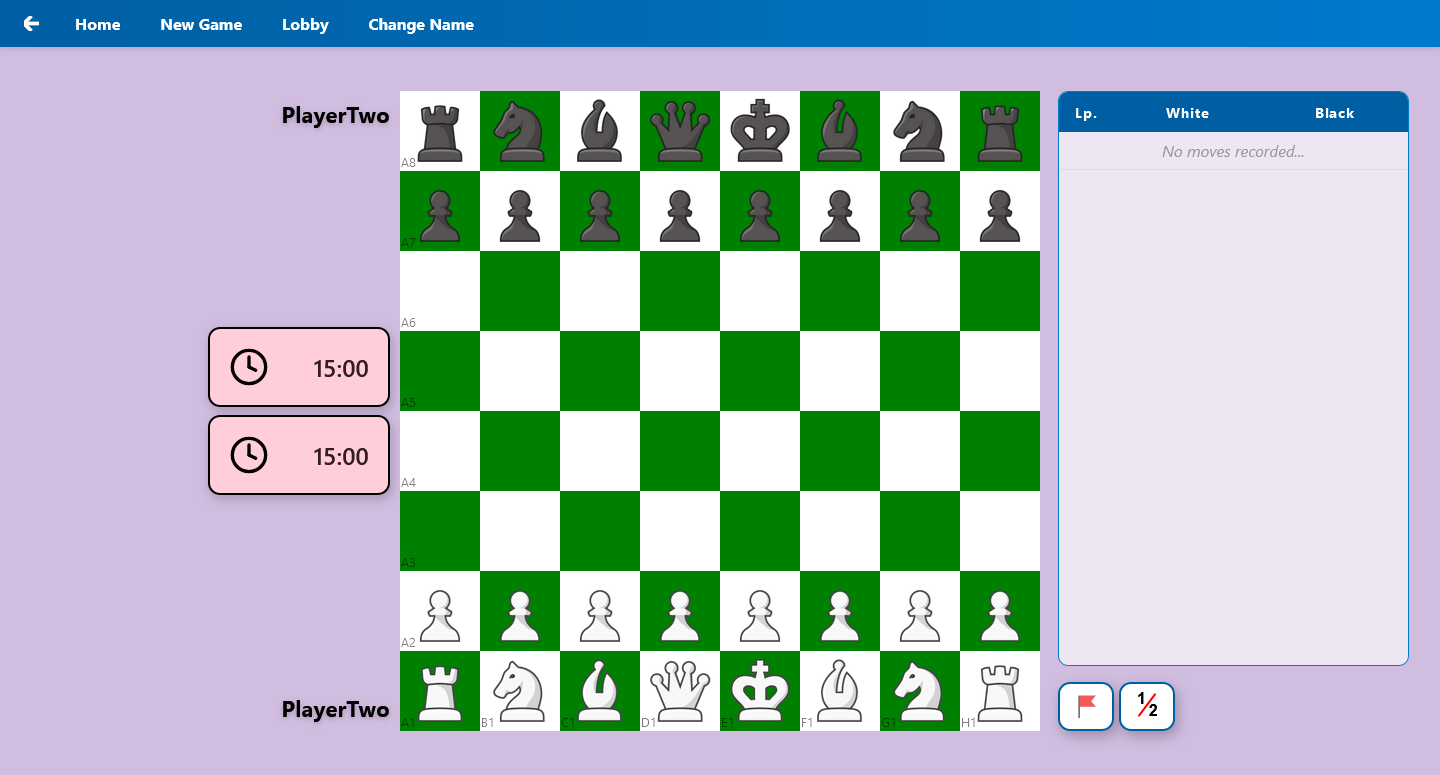 Home New Game Lobby Change Name
PlayerTwo
Lp. White Black
No moves recorded...
A8
A7
A6
15:00
A5
15:00
A4
A3
A2
PlayerTwo
A1 B1 C1 D1 E1 F1 G1 H1
1/2